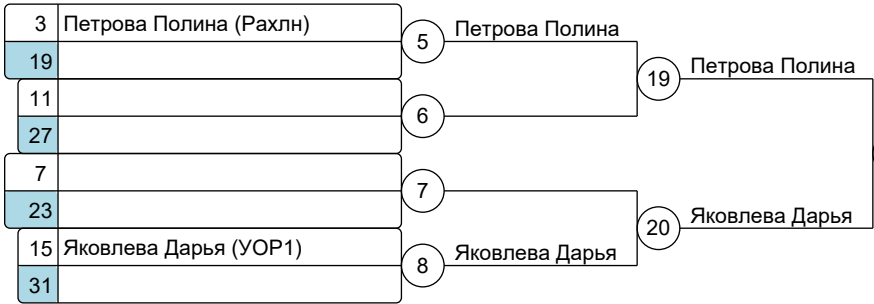 3 Петрова Полина (Рахлн)
5 Петрова Полина
19
19 Петрова Полина
11
6
27
7
7
23
20 Яковлева Дарья
15 Яковлева Дарья (УОР1)
8 Яковлева Дарья
31